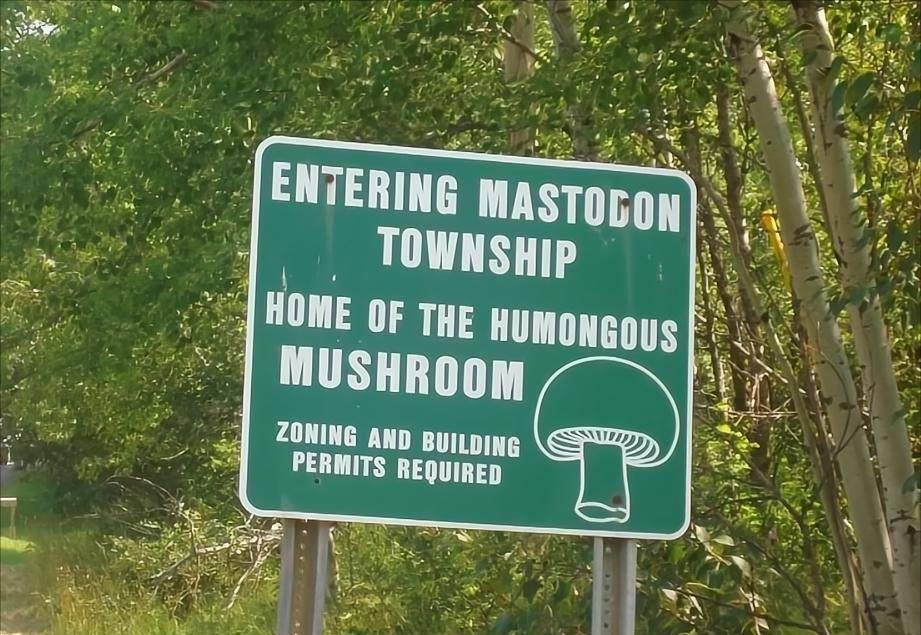 ENTERING MASTODON
TOWNSHIP
HOME OF THE HUMONGOUS
MUSHROOM
ZONING AND BUILDING
PERMITS REQUIRED